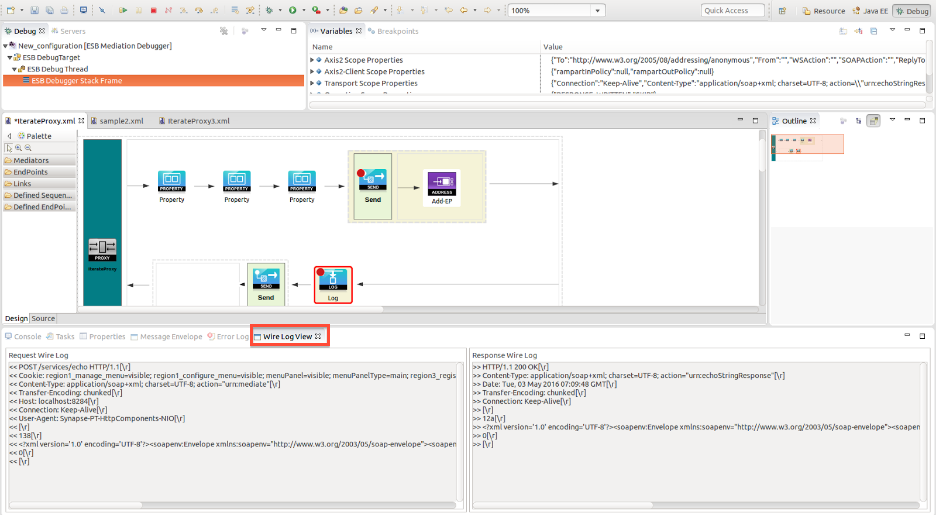 100%
Quick Access
Resource
Java EE
Debug
Debug
Servers
New_configuration [ESB Mediation Debugger]
ESB DebugTarget
ESB Debug Thread
ESB Debugger Stack Frame
(x)= Variables
Breakpoints
Name
Value
Axis2 Scope Properties
{"To":"http://www.w3.org/2005/08/addressing/anonymous","From":"","wSAction":"","SOAPAction":"","ReplyTo
Axis2-Client Scope Properties
{"rampartInPolicy":null,"rampartOutPolicy":null}
Transport Scope Properties
{"Connection":"Keep-Alive","Content-Type":"application/soap+xml; charset=UTF-8; action=\\"urn:echoStringResp
*IterateProxy.xml
sample2.xml
IterateProxy3.xml
Outline
Palette
Mediators
EndPoints
Links
Defined Sequen...
Defined EndPoi...
PROPERTY
PROPERTY
PROPERTY
SEND
ADDRESS
Property
Property
Property
Send
Add-EP
PROXY
IterateProxy
SEND
LOG
Send
Log
Design
Source
Console
Tasks
Properties
Message Envelope
Error Log
Wire Log View
Request Wire Log
<< POST /services/echo HTTP/1.1[\r]
<< Cookie: region1_manage_menu=visible; region1_configure_menu=visible; menuPanel=visible; menuPanelType=main; region3_regis
<< Content-Type: application/soap+xml; charset=UTF-8; action="urn:mediate"[\r]
<< Transfer-Encoding: chunked[\r]
<< Host: localhost:8284[\r]
<< Connection: Keep-Alive[\r]
<< User-Agent: Synapse-PT-HttpComponents-NIO[\r]
<< [\r]
<< 138[\r]
<< <?xml version='1.0' encoding='UTF-8'?><soapenv:Envelope xmlns:soapenv="http://www.w3.org/2003/05/soap-envelope"><soapen
<< 0[\r]
<< [\r]
Response Wire Log
>> HTTP/1.1 200 OK[\r]
>> Content-Type: application/soap+xml; charset=UTF-8; action="urn:echoStringResponse"[\r]
>> Date: Tue, 03 May 2016 07:09:48 GMT[\r]
>> Transfer-Encoding: chunked[\r]
>> Connection: Keep-Alive[\r]
>> [\r]
>> 12a[\r]
>> <?xml version='1.0' encoding='UTF-8'?><soapenv:Envelope xmlns:soapenv="http://www.w3.org/2003/05/soap-envelope"><soapen
>> 0[\r]
>> [\r]